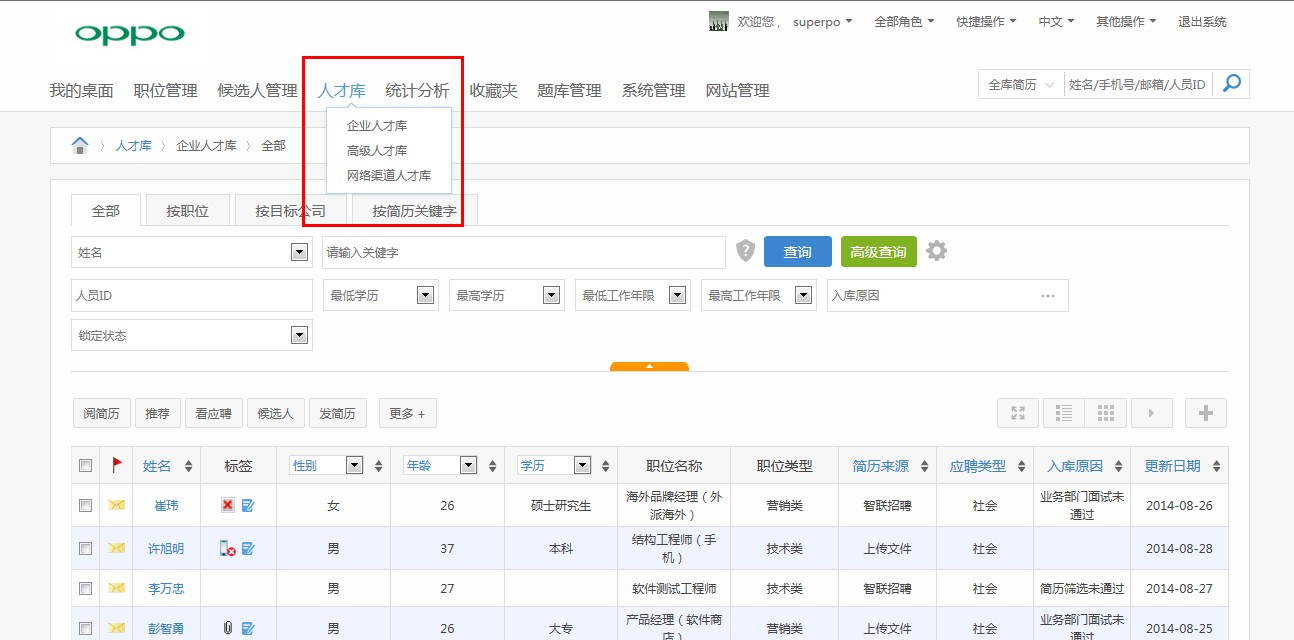 oppo
欢迎您， superpo 全部角色 快捷操作 中文 其他操作 退出系统
我的桌面 职位管理 候选人管理 人才库 统计分析 收藏夹 题库管理 系统管理 网站管理
全库简历 姓名/手机号/邮箱/人员ID
企业人才库
高级人才库
网络渠道人才库
人才库 〉 企业人才库 〉 全部
全部 按职位 按目标公司 按简历关键字
姓名 请输入关健字 ? 查询 高级查询
人员ID 最低学历 最高学历 最低工作年限 最高工作年限 入库原因 ...
锁定状态
阅简历 推荐 看应聘 候选人 发简历 更多 +
姓名 标签 性别 年龄 学历 职位名称 职位类型 简历来源 应聘类型 入库原因 更新日期
崔玮 女 26 硕士研究生 海外品牌经理（外派海外） 营销类 智联招聘 社会 业务部门面试未通过 2014-08-26
许旭明 男 37 本科 结构工程师（手机） 技术类 上传文件 社会 2014-08-28
李万忠 男 27 软件测试工程师 技术类 智联招聘 社会 简历筛选未通过 2014-08-27
彭智勇 男 26 大专 产品经理（软件商店） 营销类 上传文件 社会 业务部门面试未通过 2014-08-25